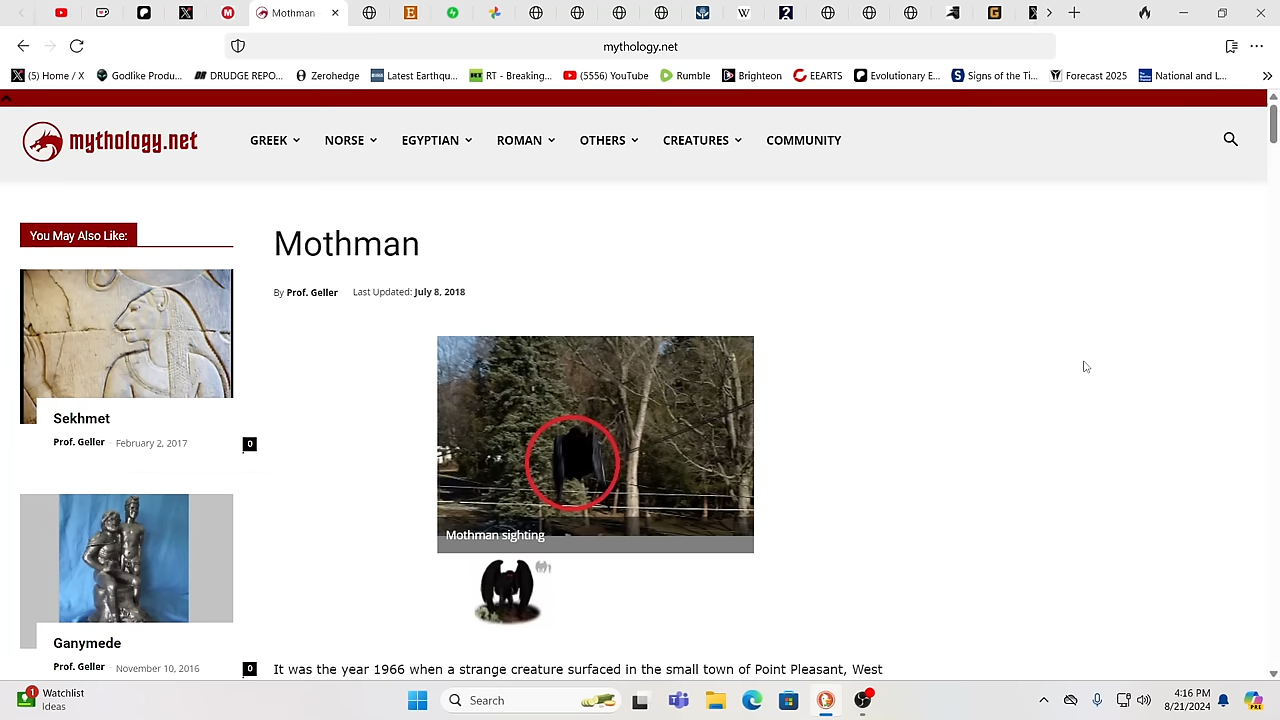 Mothman
mythology.net
(5) Home / X
Godlike Produ...
DRUDGE REPO...
Zerohedge
Latest Earthqu...
RT - Breaking...
(5556) YouTube
Rumble
Brighteon
EEARTS
Evolutionary E...
Signs of the Ti...
Forecast 2025
National and L...
mythology.net
GREEK
NORSE
EGYPTIAN
ROMAN
OTHERS
CREATURES
COMMUNITY
You May Also Like:
Sekhmet
Prof. Geller - February 2, 2017
0
Ganymede
Prof. Geller - November 10, 2016
0
Mothman
By Prof. Geller Last Updated: July 8, 2018
Mothman sighting
It was the year 1966 when a strange creature surfaced in the small town of Point Pleasant, West
1
Watchlist
Ideas
Search
4:16 PM
8/21/2024
PRE